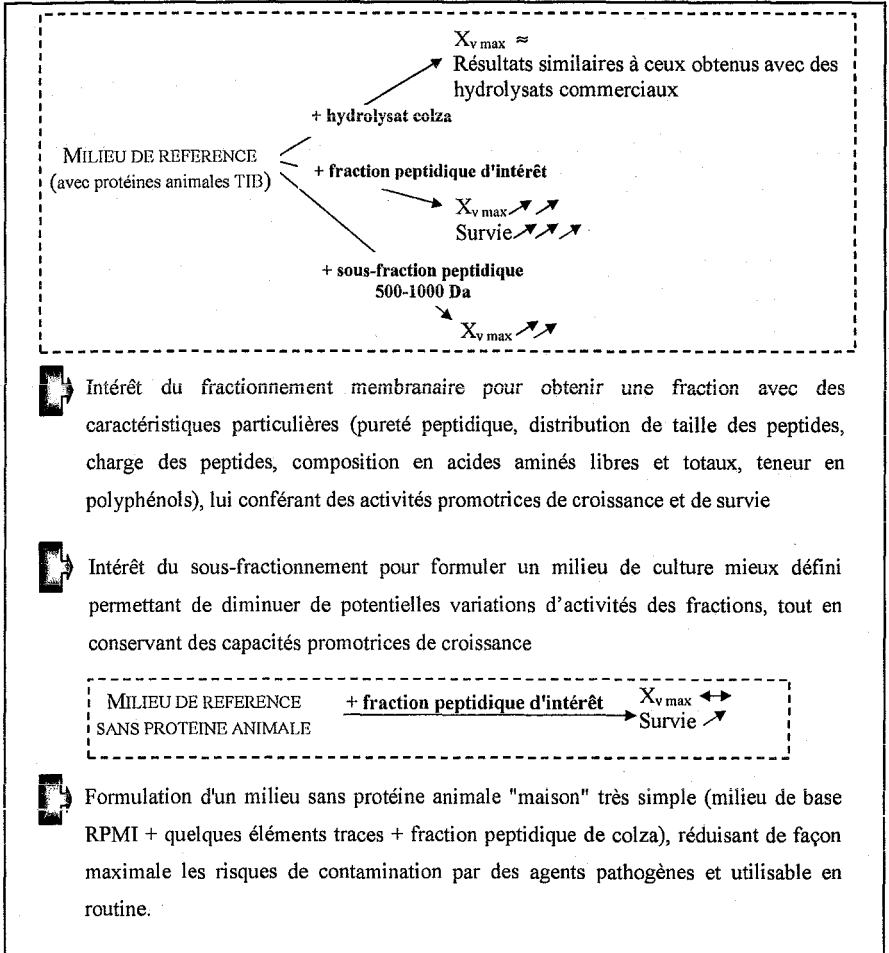 Xv max ≈
Résultats similaires à ceux obtenus avec des
hydrolysats commerciaux
+ hydrolysat colza
MILIEU DE REFERENCE
(avec protéines animales TIB)
+ fraction peptidique d'intérêt
Xv max ↗↗
Survie ↗↗↗
+ sous-fraction peptidique
500-1000 Da
Xv max ↗↗
Intérêt du fractionnement membranaire pour obtenir une fraction avec des
caractéristiques particulières (pureté peptidique, distribution de taille des peptides,
charge des peptides, composition en acides aminés libres et totaux, teneur en
polyphénols), lui conférant des activités promotrices de croissance et de survie
Intérêt du sous-fractionnement pour formuler un milieu de culture mieux défini
permettant de diminuer de potentielles variations d'activités des fractions, tout en
conservant des capacités promotrices de croissance
MILIEU DE REFERENCE
SANS PROTEINE ANIMALE
+ fraction peptidique d'intérêt
Xv max ↔
Survie ↗
Formulation d'un milieu sans protéine animale "maison" très simple (milieu de base
RPMI + quelques éléments traces + fraction peptidique de colza), réduisant de façon
maximale les risques de contamination par des agents pathogènes et utilisable en
routine.